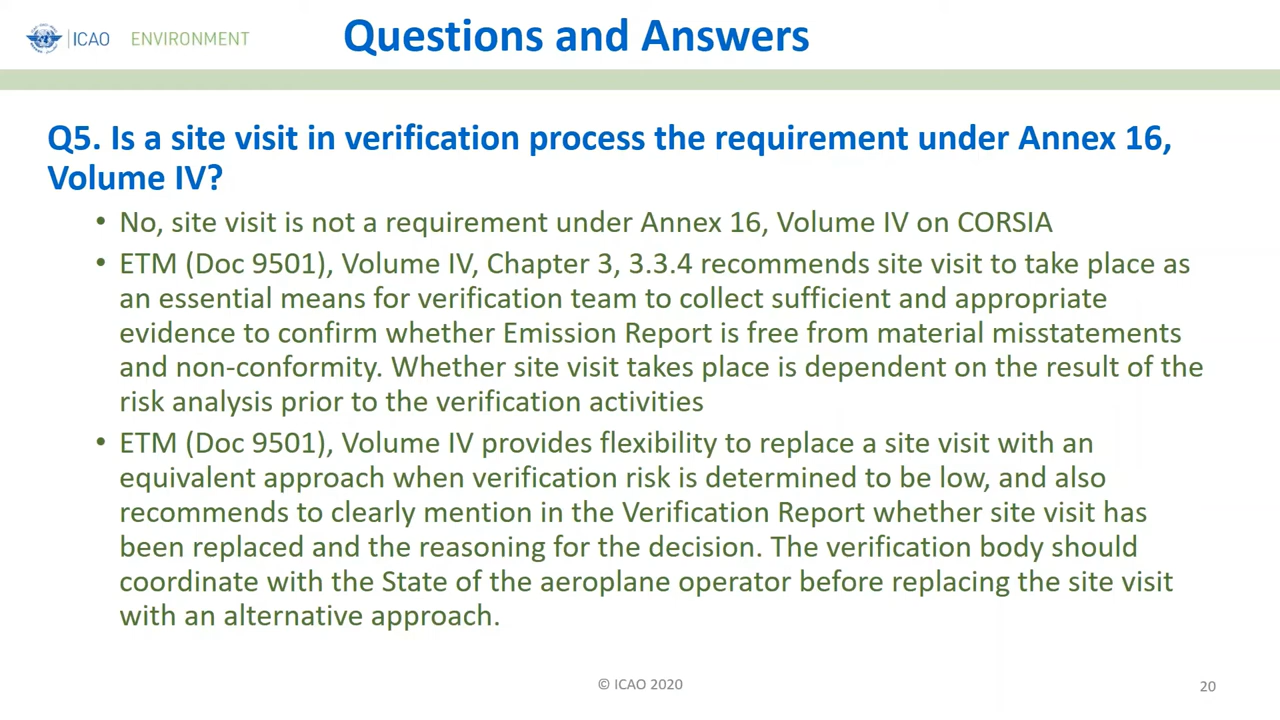 ICAO ENVIRONMENT
Questions and Answers
Q5. Is a site visit in verification process the requirement under Annex 16,
Volume IV?
• No, site visit is not a requirement under Annex 16, Volume IV on CORSIA
• ETM (Doc 9501), Volume IV, Chapter 3, 3.3.4 recommends site visit to take place as
an essential means for verification team to collect sufficient and appropriate
evidence to confirm whether Emission Report is free from material misstatements
and non-conformity. Whether site visit takes place is dependent on the result of the
risk analysis prior to the verification activities
• ETM (Doc 9501), Volume IV provides flexibility to replace a site visit with an
equivalent approach when verification risk is determined to be low, and also
recommends to clearly mention in the Verification Report whether site visit has
been replaced and the reasoning for the decision. The verification body should
coordinate with the State of the aeroplane operator before replacing the site visit
with an alternative approach.
© ICAO 2020
20